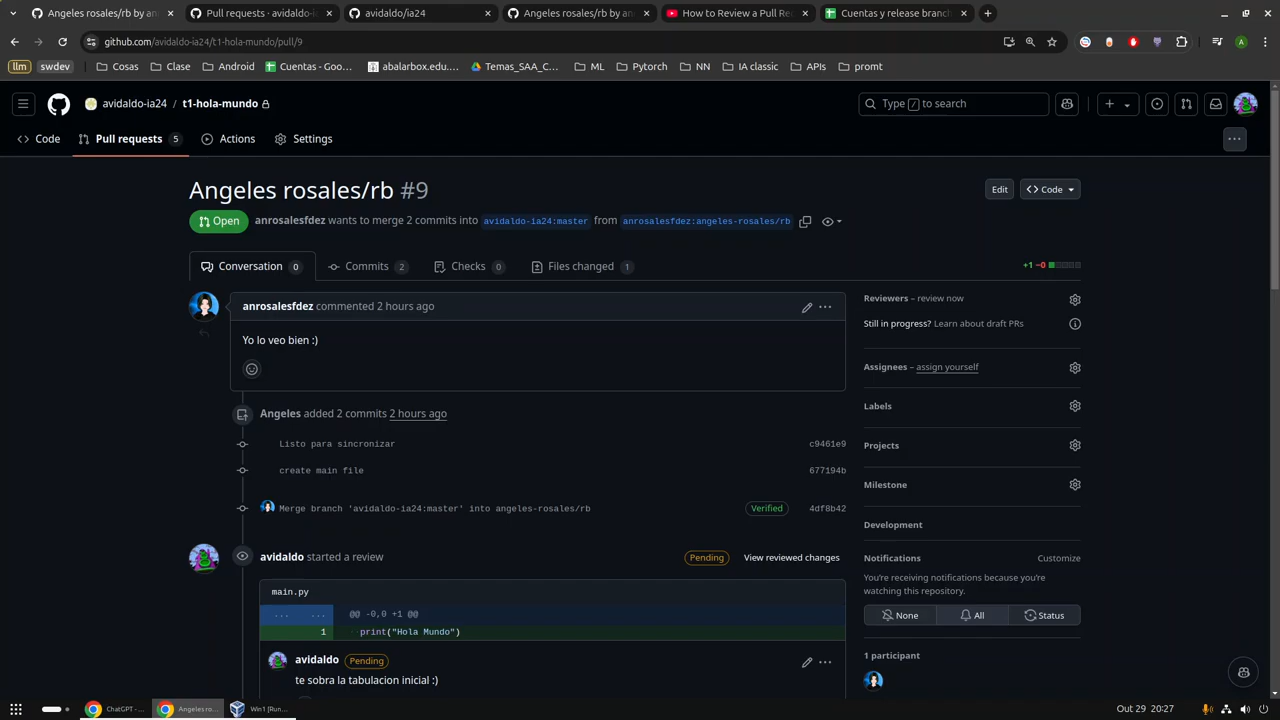 Angeles rosales/rb by an
Pull requests · avidaldo-i
avidaldo/ia24
Angeles rosales/rb by an
How to Review a Pull Rec
Cuentas y release branch
github.com/avidaldo-ia24/t1-hola-mundo/pull/9
llm swdev Cosas Clase Android Cuentas - Goo... abalarbox.edu.... Temas_SAA_C... ML Pytorch NN IA classic APIs promt
avidaldo-ia24 / t1-hola-mundo
Type / to search
Code Pull requests 5 Actions Settings
Angeles rosales/rb #9
Edit Code
Open anrosalesfdez wants to merge 2 commits into avidaldo-ia24:master from anrosalesfdez:angeles-rosales/rb
Conversation 0 Commits 2 Checks 0 Files changed 1
+1 −0
anrosalesfdez commented 2 hours ago
Yo lo veo bien :)
Angeles added 2 commits 2 hours ago
Listo para sincronizar c9461e9
create main file 677194b
Merge branch 'avidaldo-ia24:master' into angeles-rosales/rb Verified 4df8b42
avidaldo started a review Pending View reviewed changes
main.py
... ... @@ -0,0 +1 @@
1 print("Hola Mundo")
avidaldo Pending
te sobra la tabulacion inicial :)
Reviewers – review now
Still in progress? Learn about draft PRs
Assignees – assign yourself
Labels
Projects
Milestone
Development
Notifications Customize
You're receiving notifications because you're
watching this repository.
None All Status
1 participant
ChatGPT - ...
Angeles ro...
Win1 [Run...
Out 29 20:27